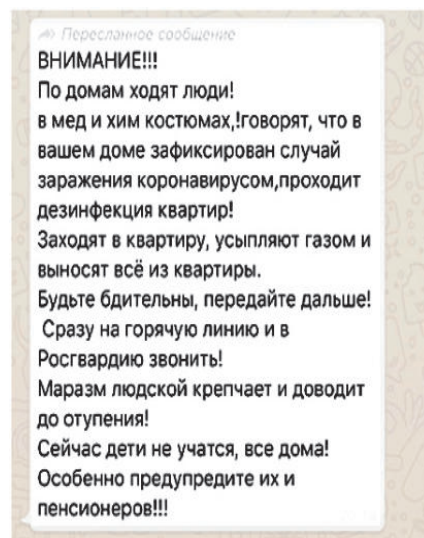 Пересланное сообщение
ВНИМАНИЕ!!!
По домам ходят люди!
в мед и хим костюмах,!говорят, что в
вашем доме зафиксирован случай
заражения коронавирусом,проходит
дезинфекция квартир!
Заходят в квартиру, усыпляют газом и
выносят всё из квартиры.
Будьте бдительны, передайте дальше!
Сразу на горячую линию и в
Росгвардию звонить!
Маразм людской крепчает и доводит
до отупения!
Сейчас дети не учатся, все дома!
Особенно предупредите их и
пенсионеров!!!